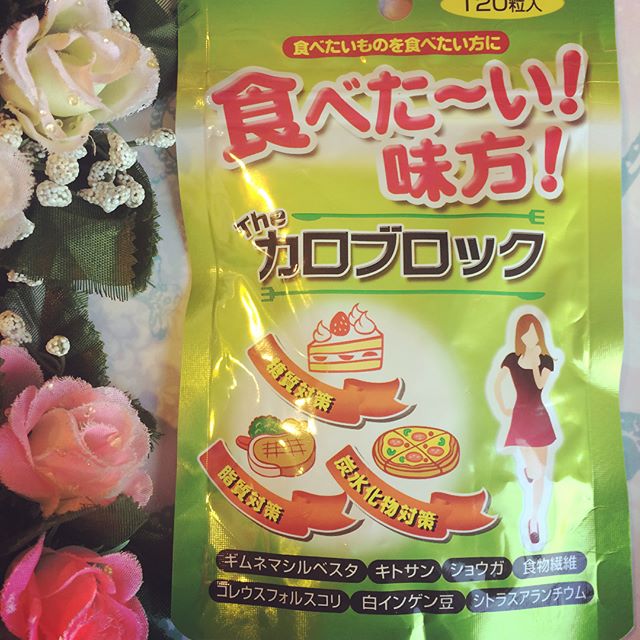 120粒入
食べたいものを食べたい方に
食べた〜い!
味方!
The
カロブロック
糖質対策
脂質対策
炭水化物対策
ギムネマシルベスタ キトサン ショウガ 食物繊維
コレウスフォルスコリ 白インゲン豆 シトラスアランチウム